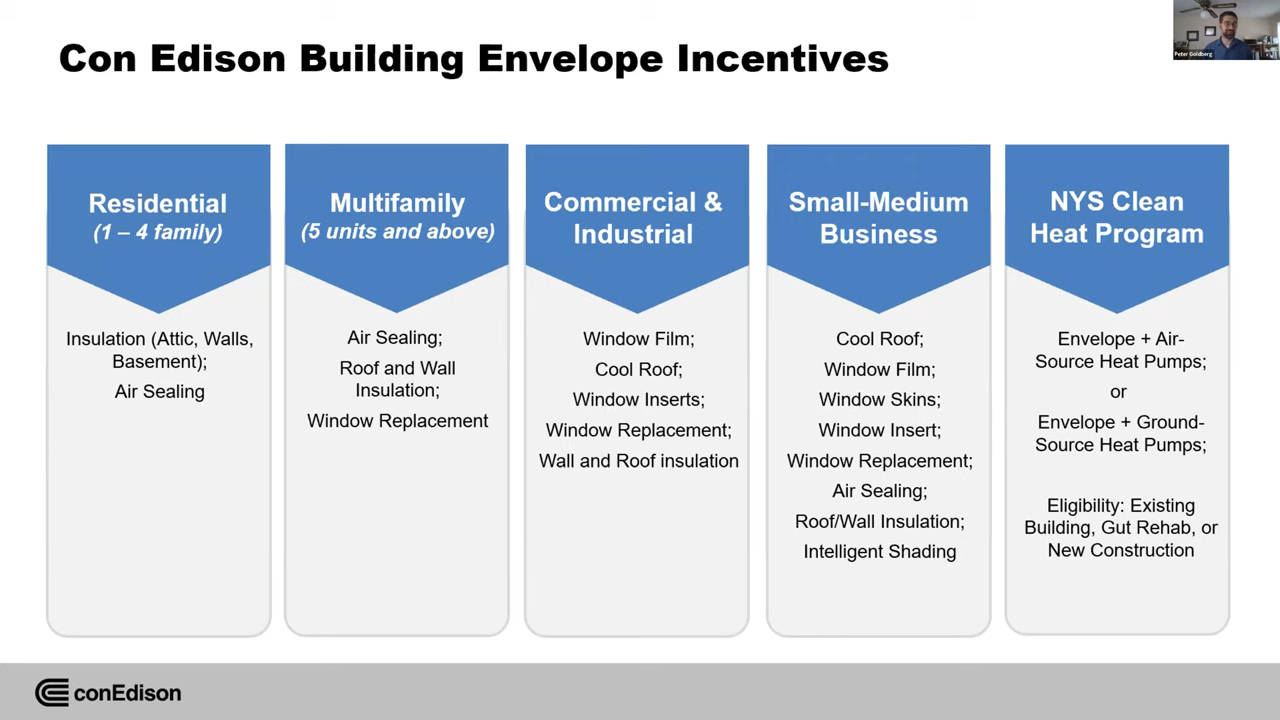 Con Edison Building Envelope Incentives
Peter Goldberg
Residential
(1 – 4 family)
Insulation (Attic, Walls,
Basement);
Air Sealing
Multifamily
(5 units and above)
Air Sealing;
Roof and Wall
Insulation;
Window Replacement
Commercial &
Industrial
Window Film;
Cool Roof;
Window Inserts;
Window Replacement;
Wall and Roof insulation
Small-Medium
Business
Cool Roof;
Window Film;
Window Skins;
Window Insert;
Window Replacement;
Air Sealing;
Roof/Wall Insulation;
Intelligent Shading
NYS Clean
Heat Program
Envelope + Air-
Source Heat Pumps;
or
Envelope + Ground-
Source Heat Pumps;
Eligibility: Existing
Building, Gut Rehab, or
New Construction
conEdison